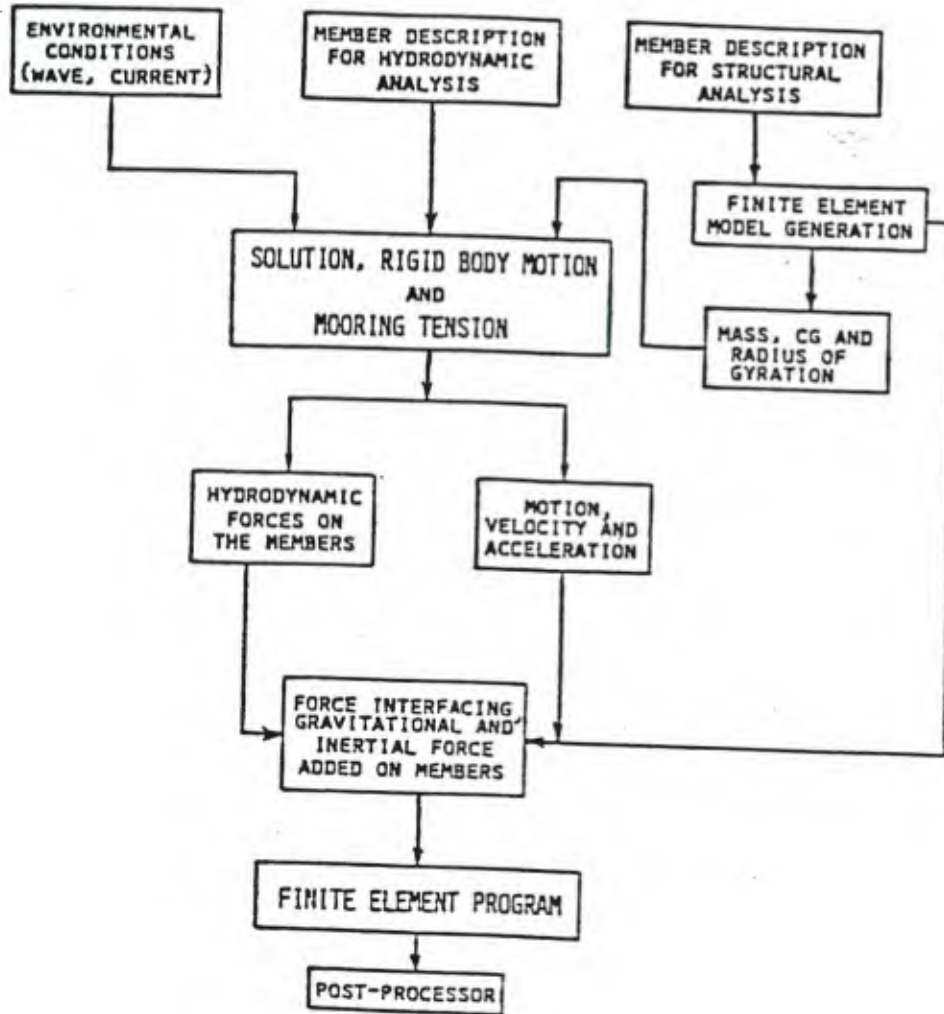 ENVIRONMENTAL
CONDITIONS
(WAVE, CURRENT)
MEMBER DESCRIPTION
FOR HYDRODYNAMIC
ANALYSIS
MEMBER DESCRIPTION
FOR STRUCTURAL
ANALYSIS
FINITE ELEMENT
MODEL GENERATION
SOLUTION, RIGID BODY MOTION
AND
MOORING TENSION
MASS, CG AND
RADIUS OF
GYRATION
HYDRODYNAMIC
FORCES ON
THE MEMBERS
MOTION,
VELOCITY AND
ACCELERATION
FORCE INTERFACING
GRAVITATIONAL AND
INERTIAL FORCE
ADDED ON MEMBERS
FINITE ELEMENT PROGRAM
POST-PROCESSOR